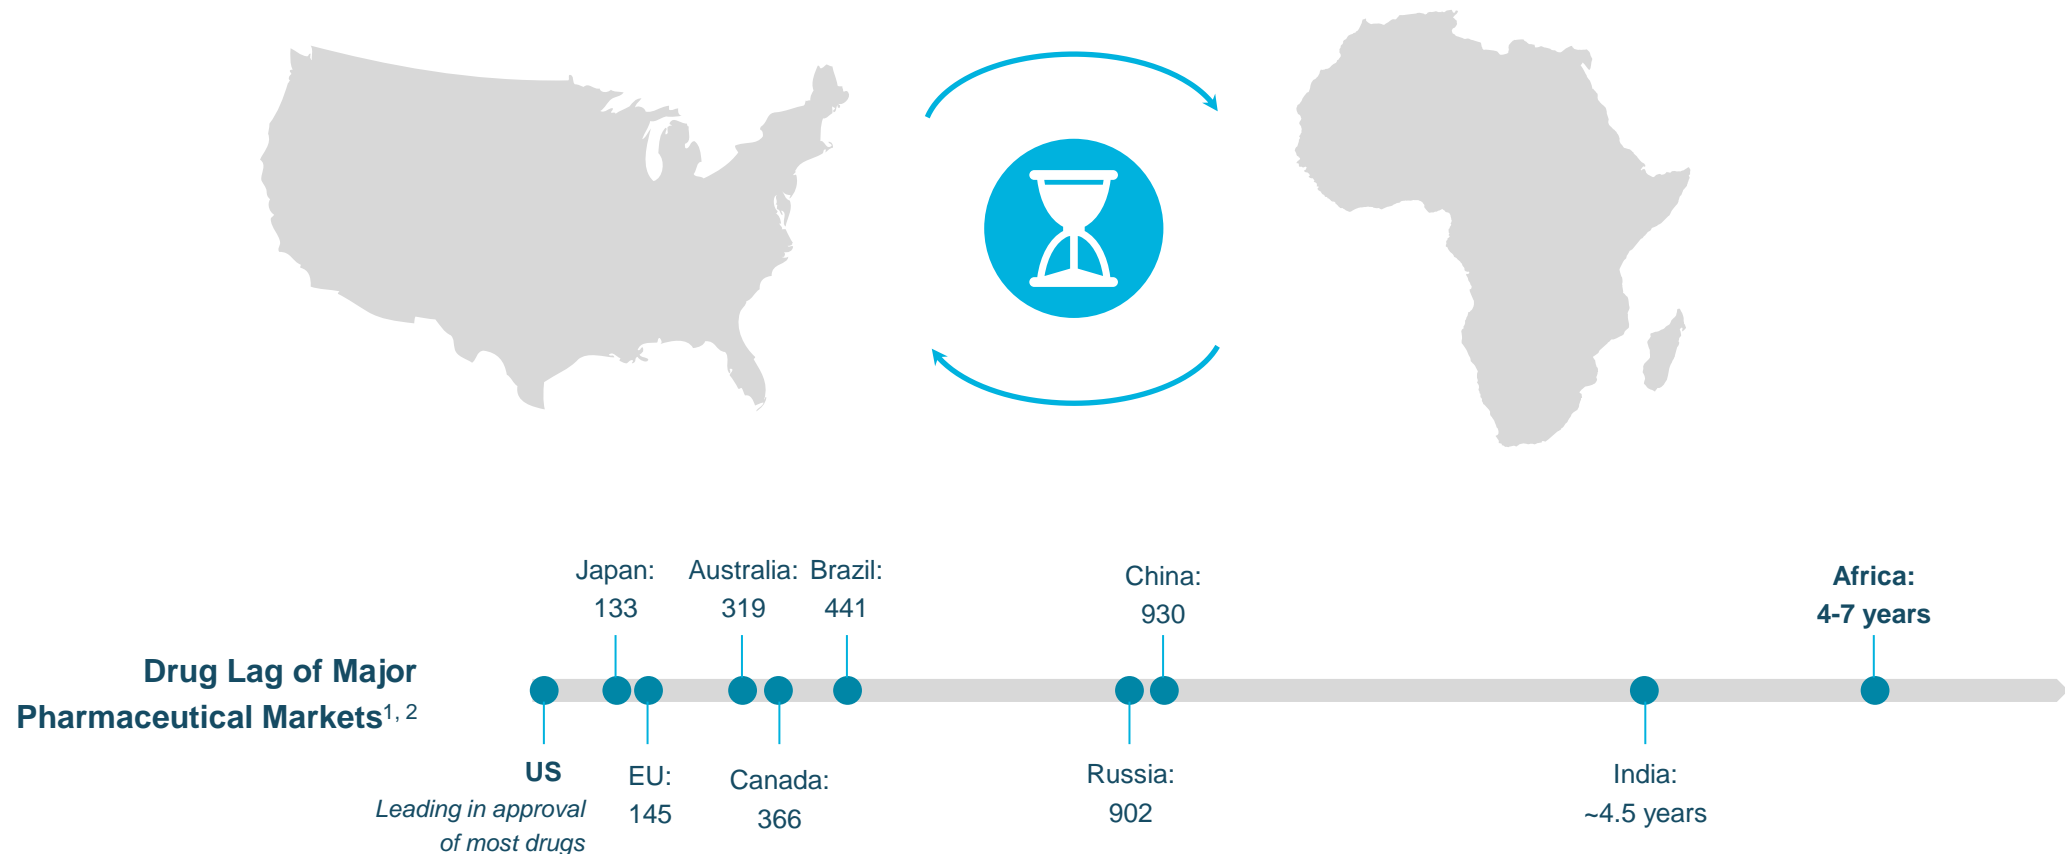 Japan:
133
Australia:
319
Brazil:
441
China:
930
Africa:
4-7 years
Drug Lag of Major
Pharmaceutical Markets1, 2
US
Leading in approval
of most drugs
EU:
145
Canada:
366
Russia:
902
India:
~4.5 years